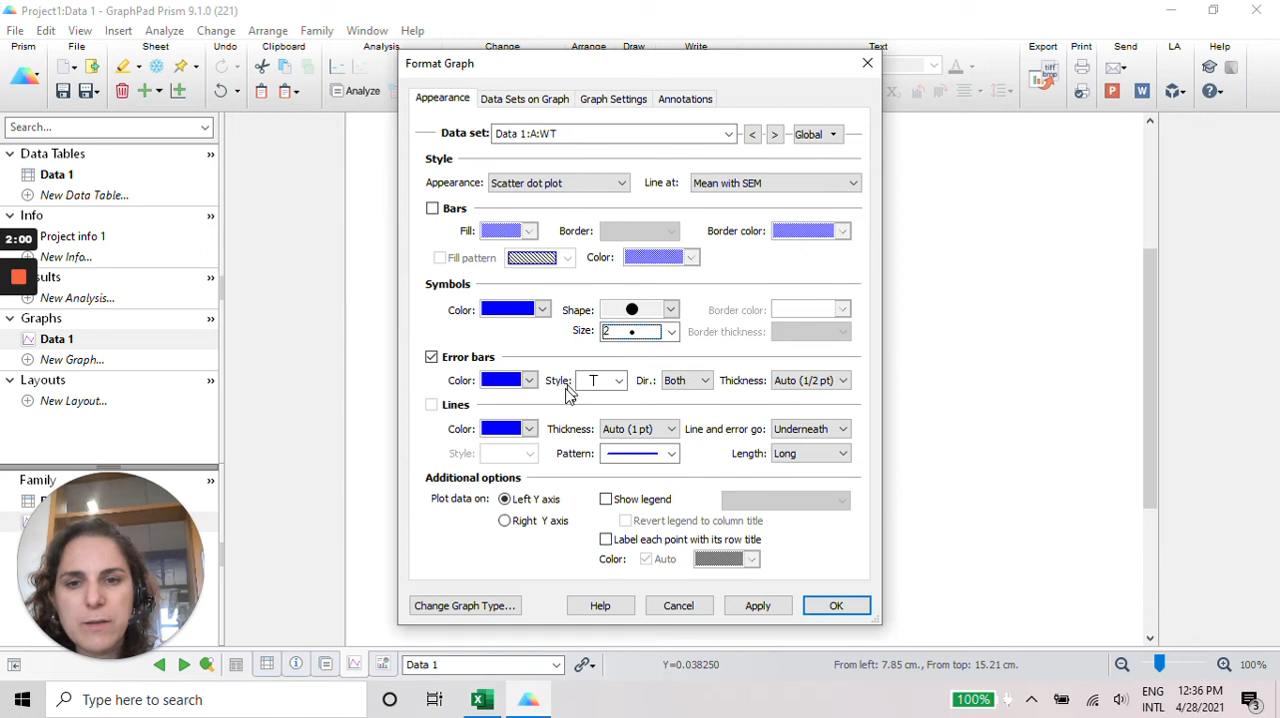 Project1:Data 1 - GraphPad Prism 9.1.0 (221)
File Edit View Insert Analyze Change Arrange Family Window Help
Prism File Sheet Undo Clipboard Analysis Change Arrange Draw Write Text Export Print Send LA Help
Analyze
tiff
bmp
Search...
Data Tables
Data 1
New Data Table...
Info
Project info 1
New Info...
2:00
New Analysis...
Graphs
Data 1
New Graph...
Layouts
New Layout...
Family
Format Graph
Appearance Data Sets on Graph Graph Settings Annotations
Data set: Data 1:A:WT < > Global
Style
Appearance: Scatter dot plot Line at: Mean with SEM
Bars
Fill: Border: Border color:
Fill pattern Color:
Symbols
Color: Shape: Border color:
Size: 2 Border thickness:
Error bars
Color: Style: Dir.: Both Thickness: Auto (1/2 pt)
Lines
Color: Thickness: Auto (1 pt) Line and error go: Underneath
Style: Pattern: Length: Long
Additional options
Plot data on: Left Y axis Show legend
Right Y axis Revert legend to column title
Label each point with its row title
Color: Auto
Change Graph Type... Help Cancel Apply OK
Data 1 Y=0.038250 From left: 7.85 cm, From top: 15.21 cm. 100%
Type here to search 100% ENG 12:36 PM
INTL 4/28/2021 3